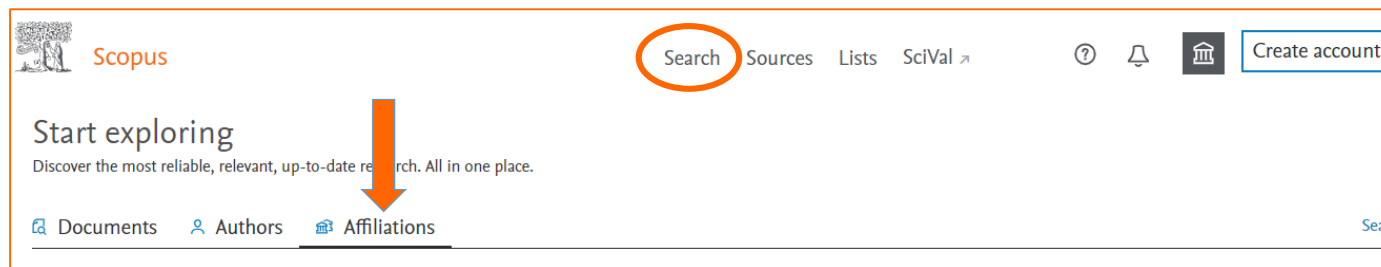 Scopus
Search Sources Lists SciVal ↗
Create account
Start exploring
Discover the most reliable, relevant, up-to-date rch. All in one place.
Documents Authors Affiliations